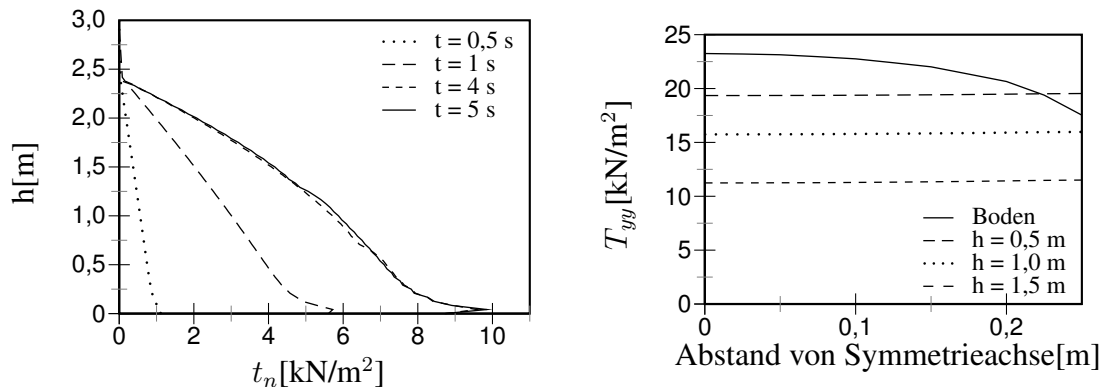 3,0
2,5
2,0
1,5
1,0
0,5
0
h[m]
0 2 4 6 8 10
t_n[kN/m²]
t = 0,5 s
t = 1 s
t = 4 s
t = 5 s
25
20
15
10
5
0
T_yy[kN/m²]
0 0,1 0,2
Abstand von Symmetrieachse[m]
Boden
h = 0,5 m
h = 1,0 m
h = 1,5 m